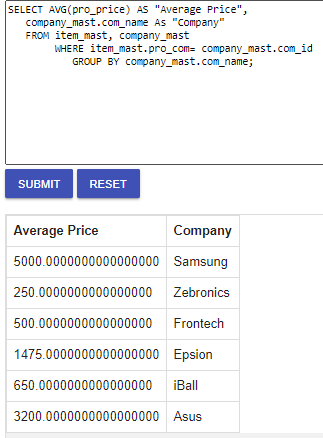 SELECT AVG(pro_price) AS "Average Price",
company_mast.com_name As "Company"
FROM item_mast, company_mast
WHERE item_mast.pro_com= company_mast.com_id
GROUP BY company_mast.com_name;
SUBMIT RESET
Average Price Company
5000.0000000000000000 Samsung
250.0000000000000000 Zebronics
500.0000000000000000 Frontech
1475.0000000000000000 Epsion
650.0000000000000000 iBall
3200.0000000000000000 Asus